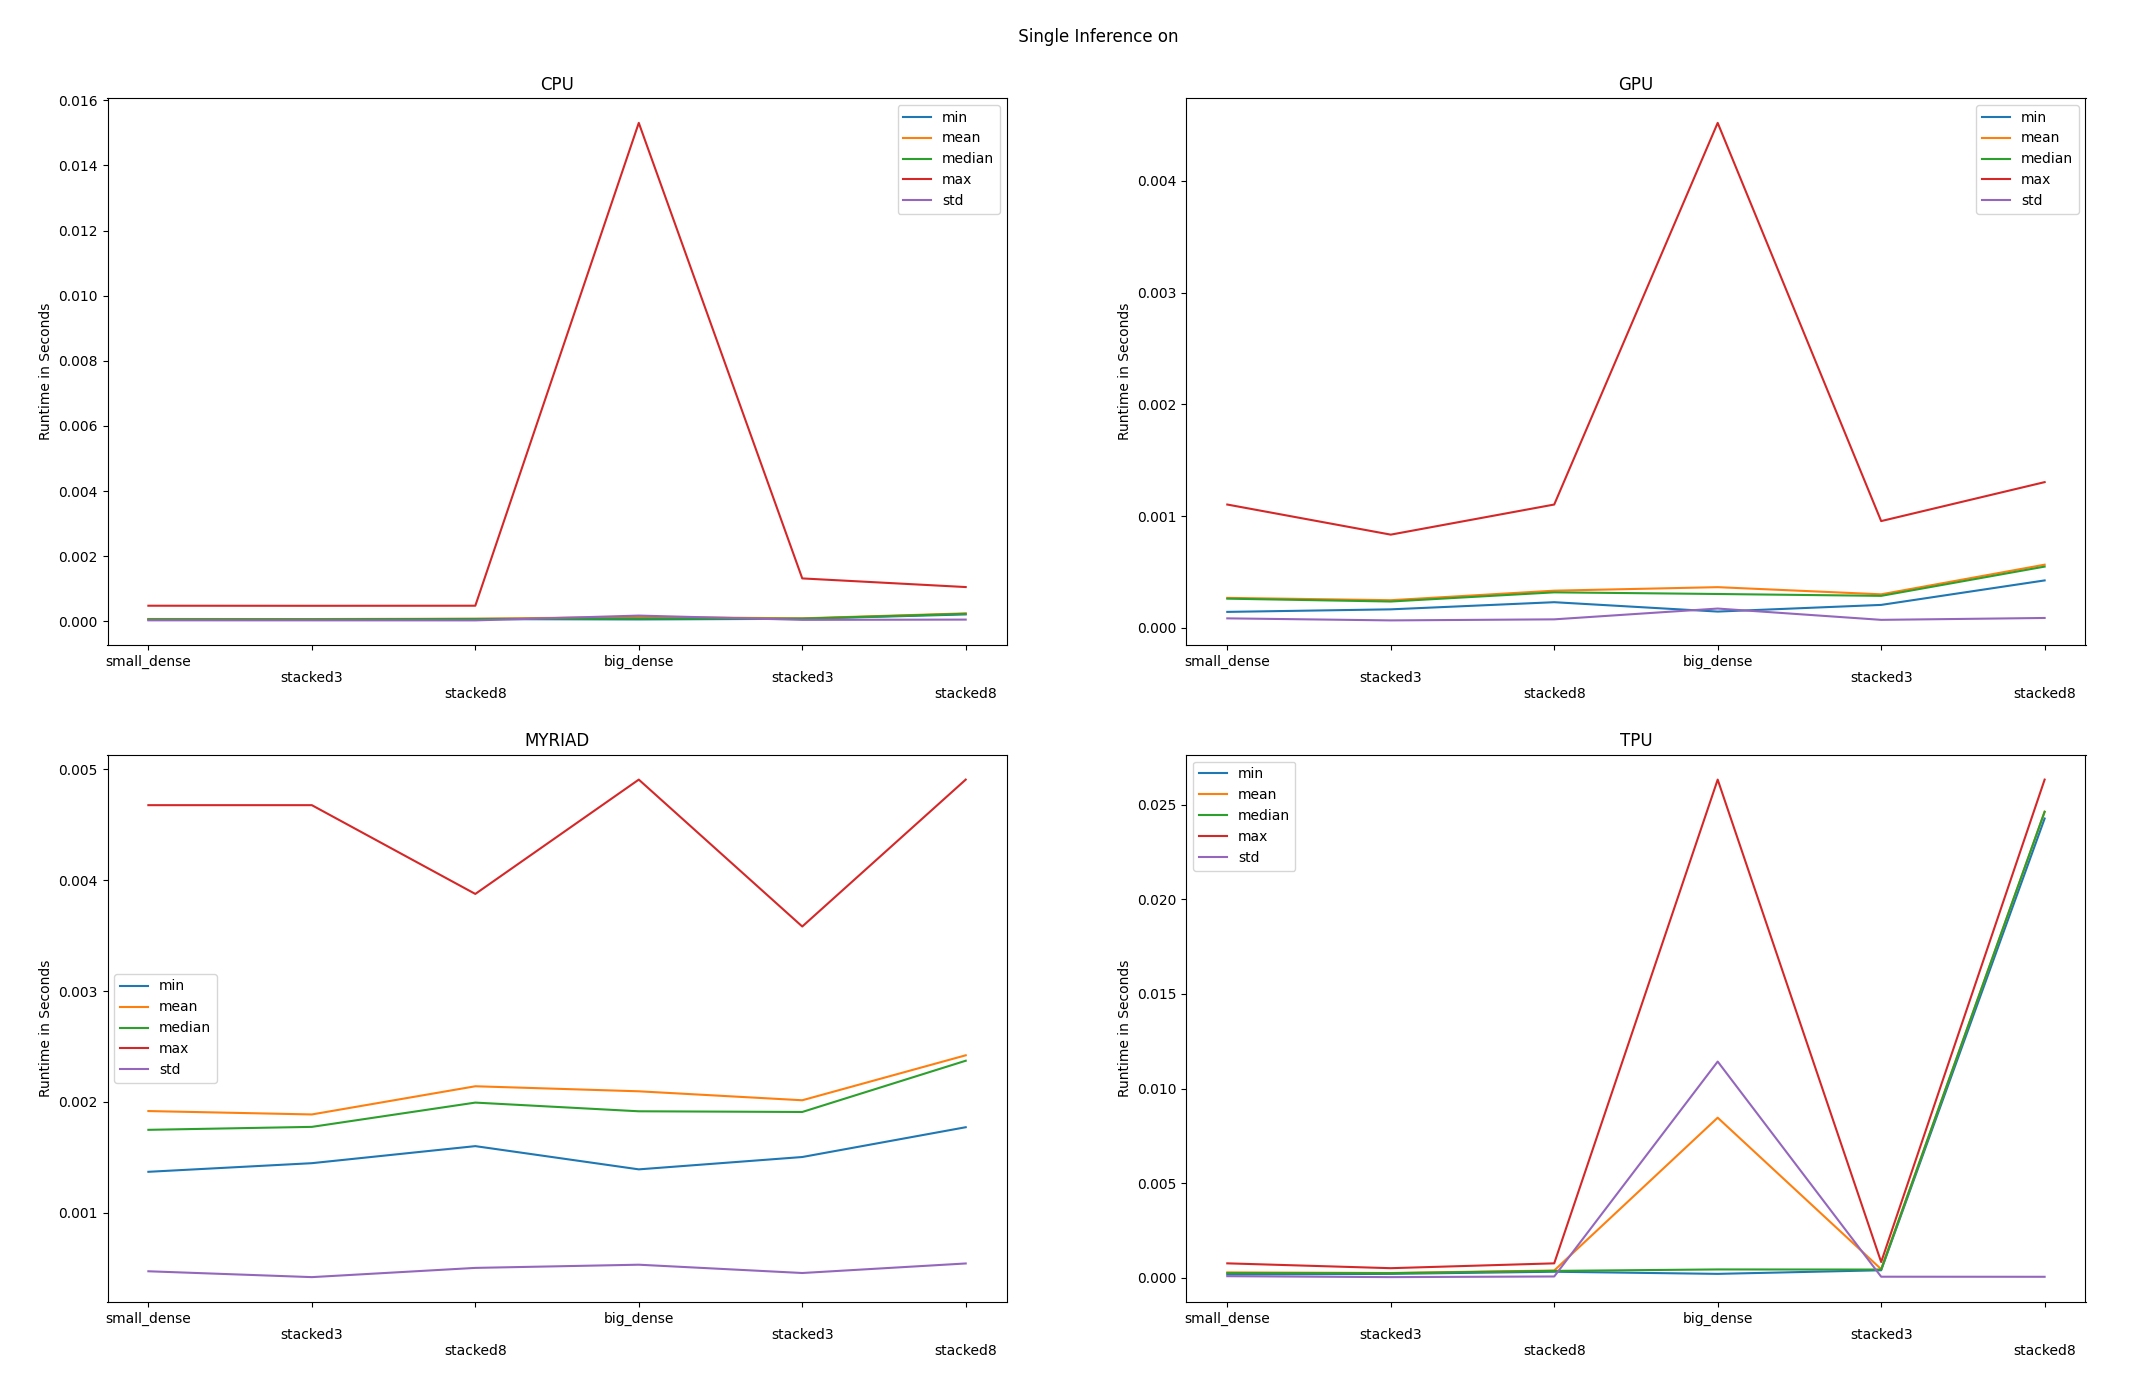 Single Inference on
CPU
Runtime in Seconds
0.016
0.014
0.012
0.010
0.008
0.006
0.004
0.002
0.000
min
mean
median
max
std
small_dense
stacked3
stacked8
big_dense
stacked3
stacked8
GPU
Runtime in Seconds
0.004
0.003
0.002
0.001
0.000
min
mean
median
max
std
small_dense
stacked3
stacked8
big_dense
stacked3
stacked8
MYRIAD
Runtime in Seconds
0.005
0.004
0.003
0.002
0.001
min
mean
median
max
std
small_dense
stacked3
stacked8
big_dense
stacked3
stacked8
TPU
Runtime in Seconds
0.025
0.020
0.015
0.010
0.005
0.000
min
mean
median
max
std
small_dense
stacked3
stacked8
big_dense
stacked3
stacked8